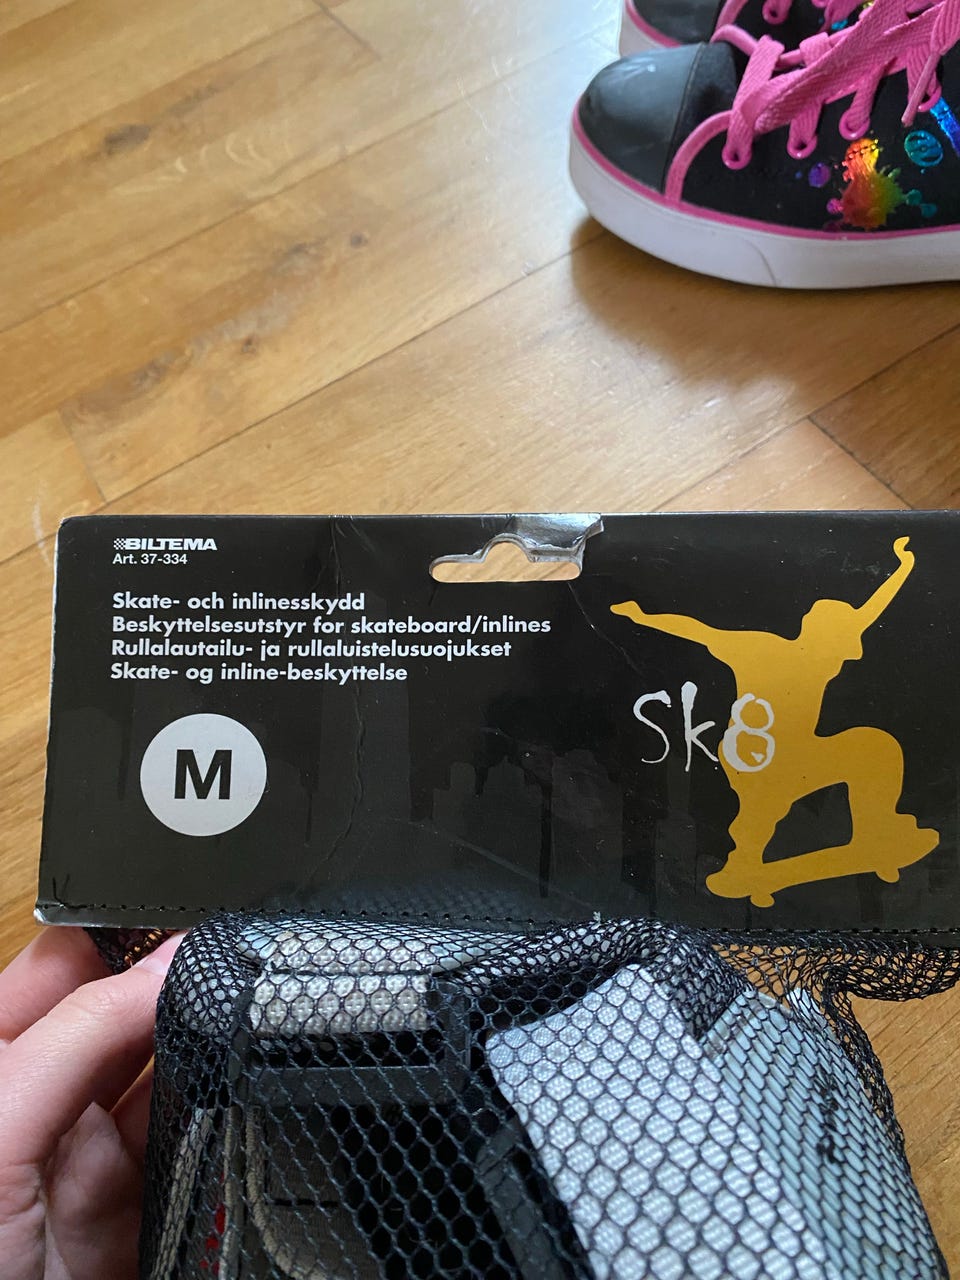 BILTEMA
Art. 37-334
Skate- och inlinesskydd
Beskyttelsesutstyr for skateboard/inlines
Rullalautailu- ja rullaluistelusuojukset
Skate- og inline-beskyttelse
M
Sk8